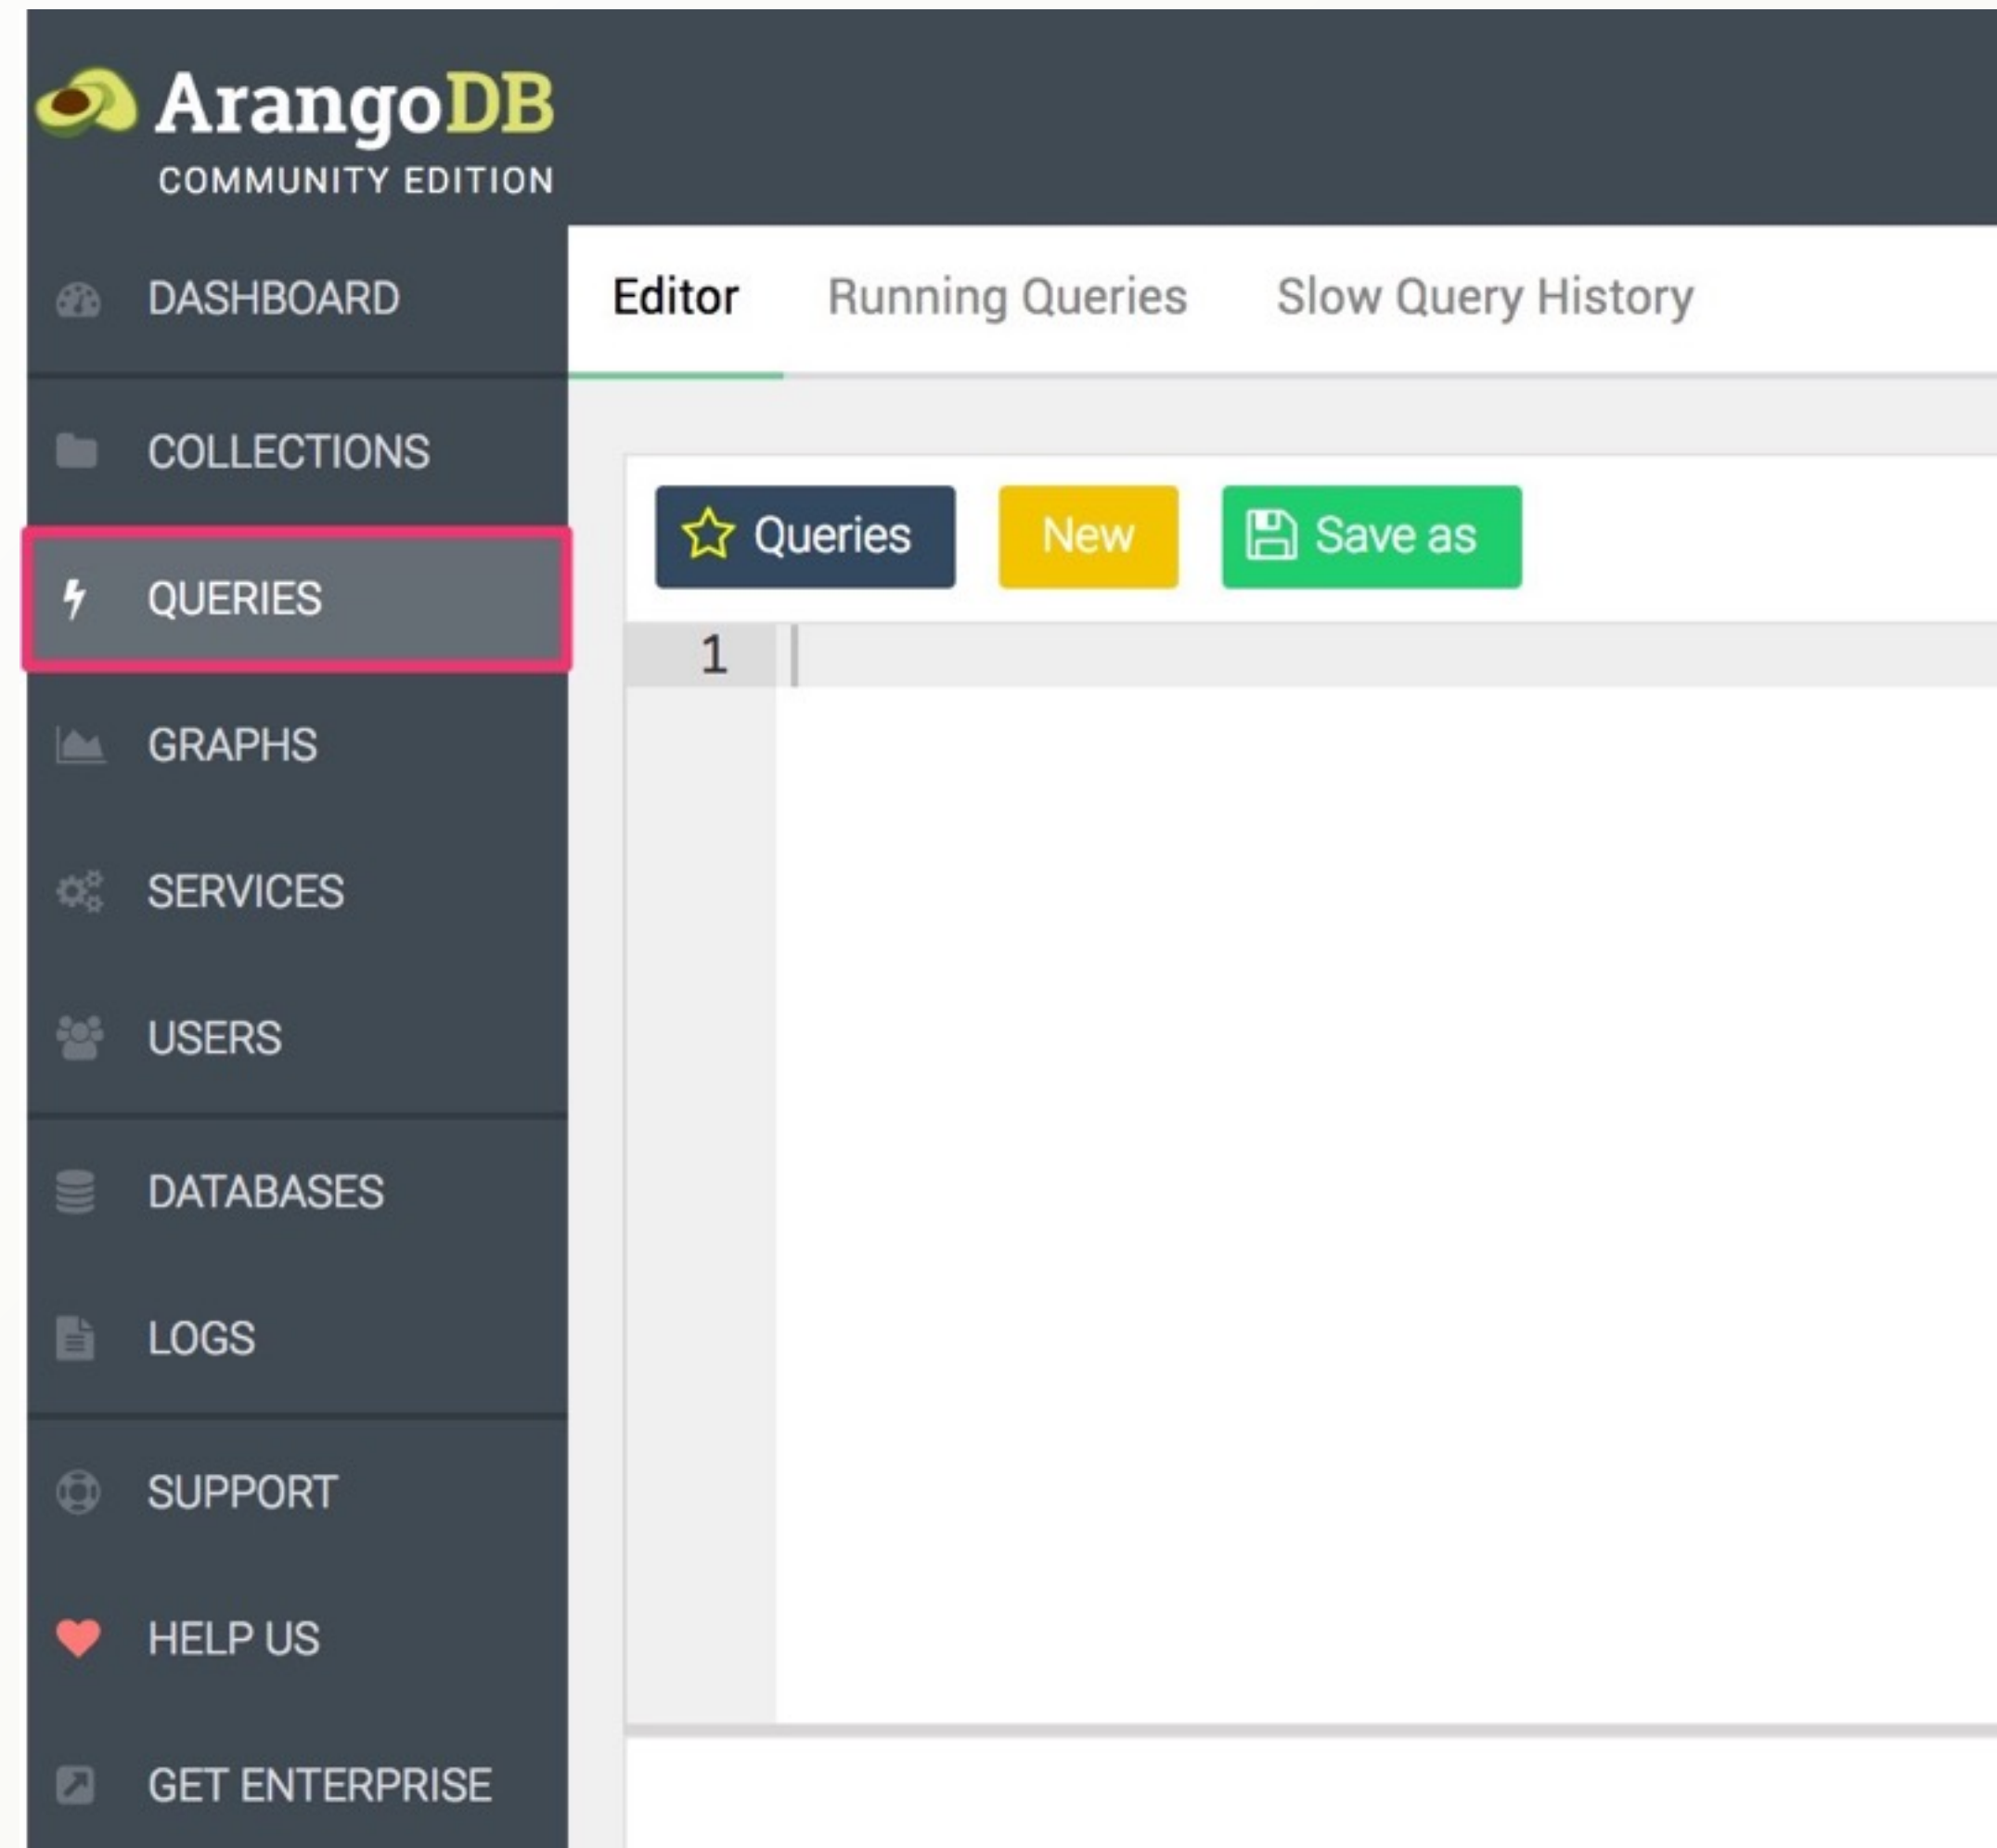 ArangoDB
COMMUNITY EDITION
DASHBOARD
COLLECTIONS
QUERIES
GRAPHS
SERVICES
USERS
DATABASES
LOGS
SUPPORT
HELP US
GET ENTERPRISE
Editor Running Queries Slow Query History
Queries New Save as
1